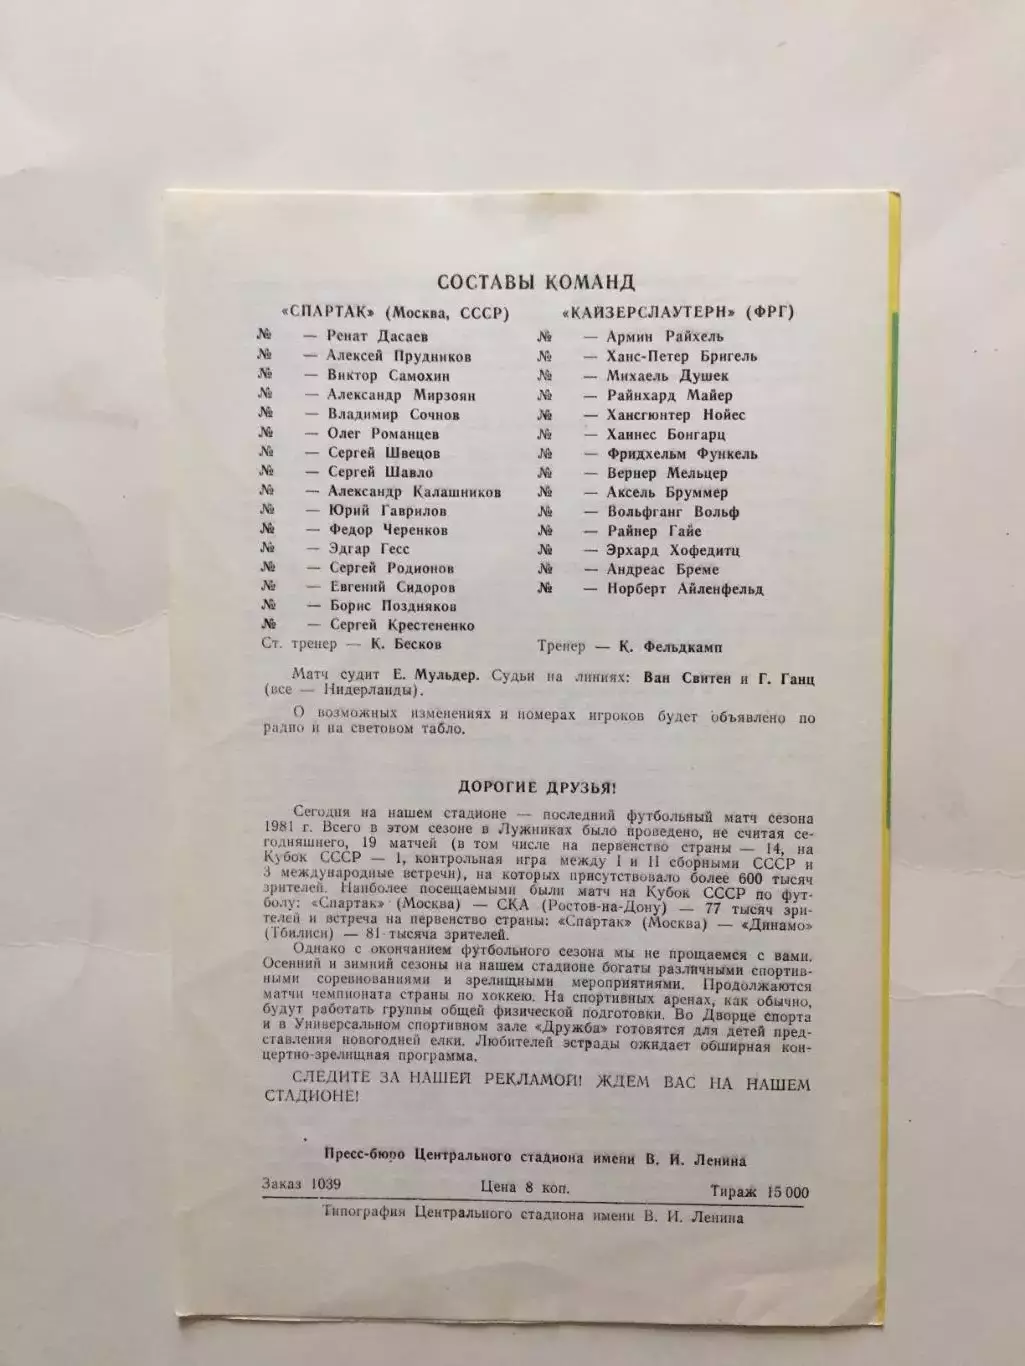 СОСТАВЫ КОМАНД
«СПАРТАК» (Москва, СССР)
№ — Ренат Дасаев
№ — Алексей Прудников
№ — Виктор Самохин
№ — Александр Мирзоян
№ — Владимир Сочнов
№ — Олег Романцев
№ — Сергей Швецов
№ — Сергей Шавло
№ — Александр Калашников
№ — Юрий Гаврилов
№ — Федор Черенков
№ — Эдгар Гесс
№ — Сергей Родионов
№ — Евгений Сидоров
№ — Борис Поздняков
№ — Сергей Крестененко
Ст. тренер — К. Бесков
«КАЙЗЕРСЛАУТЕРН» (ФРГ)
№ — Армин Райхель
№ — Ханс-Петер Бригель
№ — Михаель Душек
№ — Райнхард Майер
№ — Хансгюнтер Нойес
№ — Ханнес Бонгарц
№ — Фридхельм Функель
№ — Вернер Мельцер
№ — Аксель Бруммер
№ — Вольфганг Вольф
№ — Райнер Гайе
№ — Эрхард Хофедитц
№ — Андреас Бреме
№ — Норберт Айленфельд
Тренер — К. Фельдкамп
Матч судит Е. Мульдер. Судьи на линиях: Ван Свитен и Г. Ганц
(все — Нидерланды).
О возможных изменениях и номерах игроков будет объявлено по
радио и на световом табло.
ДОРОГИЕ ДРУЗЬЯ!
Сегодня на нашем стадионе — последний футбольный матч сезона
1981 г. Всего в этом сезоне в Лужниках было проведено, не считая се-
годняшнего, 19 матчей (в том числе на первенство страны — 14, на
Кубок СССР — 1, контрольная игра между I и II сборными СССР и
3 международные встречи), на которых присутствовало более 600 тысяч
зрителей. Наиболее посещаемыми были матч на Кубок СССР по фут-
болу: «Спартак» (Москва) — СКА (Ростов-на-Дону) — 77 тысяч зри-
телей и встреча на первенство страны: «Спартак» (Москва) — «Динамо»
(Тбилиси) — 81 тысяча зрителей.
Однако с окончанием футбольного сезона мы не прощаемся с вами.
Осенний и зимний сезоны на нашем стадионе богаты различными спортив-
ными соревнованиями и зрелищными мероприятиями. Продолжаются
матчи чемпионата страны по хоккею. На спортивных аренах, как обычно,
будут работать группы общей физической подготовки. Во Дворце спорта
и в Универсальном спортивном зале «Дружба» готовятся для детей пред-
ставления новогодней елки. Любителей эстрады ожидает обширная кон-
цертно-зрелищная программа.
СЛЕДИТЕ ЗА НАШЕЙ РЕКЛАМОЙ! ЖДЕМ ВАС НА НАШЕМ
СТАДИОНЕ!
Пресс-бюро Центрального стадиона имени В. И. Ленина
Заказ 1039 Цена 8 коп. Тираж 15 000
Типография Центрального стадиона имени В. И. Ленина